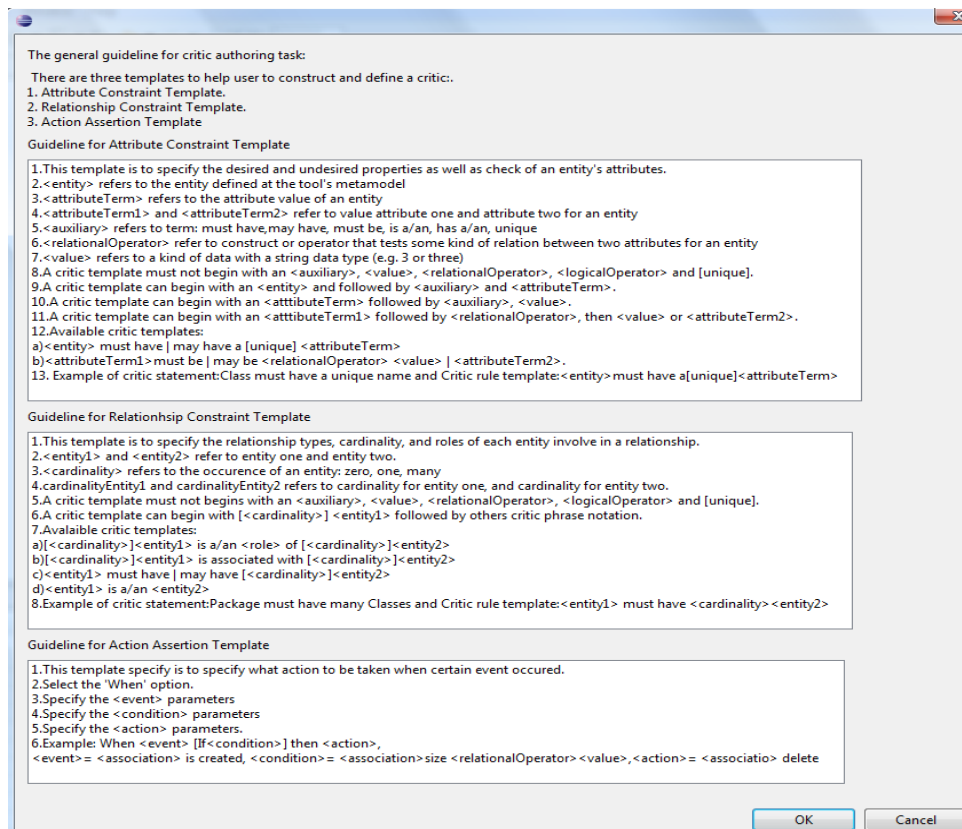 The general guideline for critic authoring task:
There are three templates to help user to construct and define a critic:.
1. Attribute Constraint Template.
2. Relationship Constraint Template.
3. Action Assertion Template
Guideline for Attribute Constraint Template
1.This template is to specify the desired and undesired properties as well as check of an entity's attributes.
2.<entity> refers to the entity defined at the tool's metamodel
3.<attributeTerm> refers to the attribute value of an entity
4.<attributeTerm1> and <attributeTerm2> refer to value attribute one and attribute two for an entity
5.<auxiliary> refers to term: must have,may have, must be, is a/an, has a/an, unique
6.<relationalOperator> refer to construct or operator that tests some kind of relation between two attributes for an entity
7.<value> refers to a kind of data with a string data type (e.g. 3 or three)
8.A critic template must not begin with an <auxiliary>, <value>, <relationalOperator>, <logicalOperator> and [unique].
9.A critic template can begin with an <entity> and followed by <auxiliary> and <attributeTerm>.
10.A critic template can begin with an <atttibuteTerm> followed by <auxiliary>, <value>.
11.A critic template can begin with an <atttibuteTerm1> followed by <relationalOperator>, then <value> or <attributeTerm2>.
12.Available critic templates:
a)<entity> must have | may have a [unique] <attributeTerm>
b)<attributeTerm1>must be | may be <relationalOperator> <value> | <attributeTerm2>.
13. Example of critic statement:Class must have a unique name and Critic rule template:<entity>must have a[unique]<attributeTerm>
Guideline for Relationhsip Constraint Template
1.This template is to specify the relationship types, cardinality, and roles of each entity involve in a relationship.
2.<entity1> and <entity2> refer to entity one and entity two.
3.<cardinality> refers to the occurence of an entity: zero, one, many
4.cardinalityEntity1 and cardinalityEntity2 refers to cardinality for entity one, and cardinality for entity two.
5.A critic template must not begins with an <auxiliary>, <value>, <relationalOperator>, <logicalOperator> and [unique].
6.A critic template can begin with [<cardinality>] <entity1> followed by others critic phrase notation.
7.Avalaible critic templates:
a)[<cardinality>]<entity1> is a/an <role> of [<cardinality>]<entity2>
b)[<cardinality>]<entity1> is associated with [<cardinality>]<entity2>
c)<entity1> must have | may have [<cardinality>]<entity2>
d)<entity1> is a/an <entity2>
8.Example of critic statement:Package must have many Classes and Critic rule template:<entity1> must have <cardinality><entity2>
Guideline for Action Assertion Template
1.This template specify is to specify what action to be taken when certain event occured.
2.Select the 'When' option.
3.Specify the <event> parameters
4.Specify the <condition> parameters
5.Specify the <action> parameters.
6.Example: When <event> [If<condition>] then <action>,
<event>= <association> is created, <condition>= <association>size <relationalOperator><value>,<action>= <associatio> delete
OK
Cancel